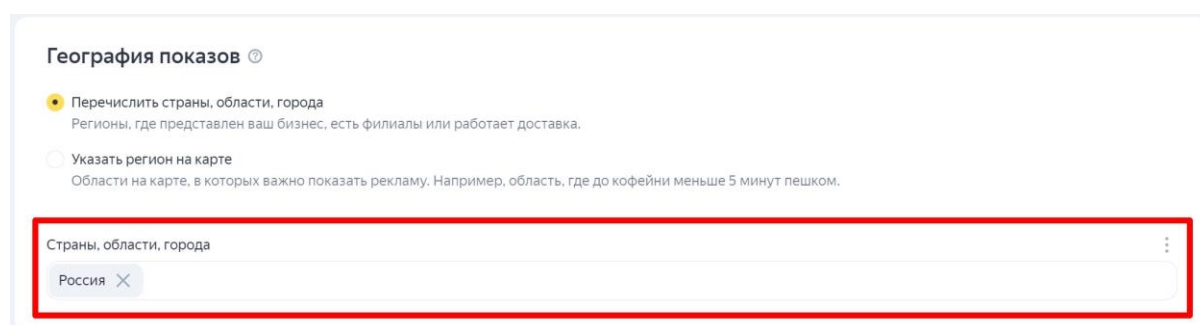 География показов
Перечислить страны, области, города
Регионы, где представлен ваш бизнес, есть филиалы или работает доставка.
Указать регион на карте
Области на карте, в которых важно показать рекламу. Например, область, где до кофейни меньше 5 минут пешком.
Страны, области, города
Россия